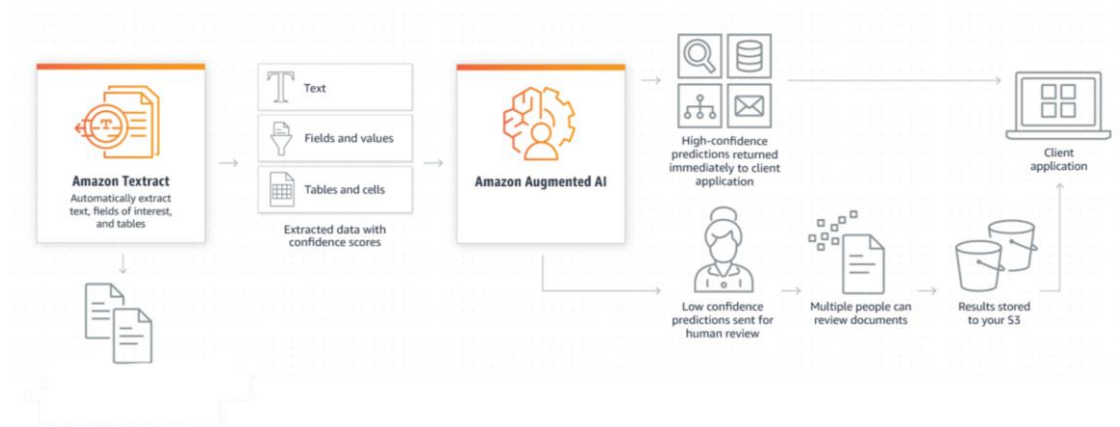 Amazon Textract
Automatically extract
text, fields of interest,
and tables
Text
Fields and values
Tables and cells
Extracted data with
confidence scores
Amazon Augmented AI
High-confidence
predictions returned
immediately to client
application
Client
application
Low confidence
predictions sent for
human review
Multiple people can
review documents
Results stored
to your S3